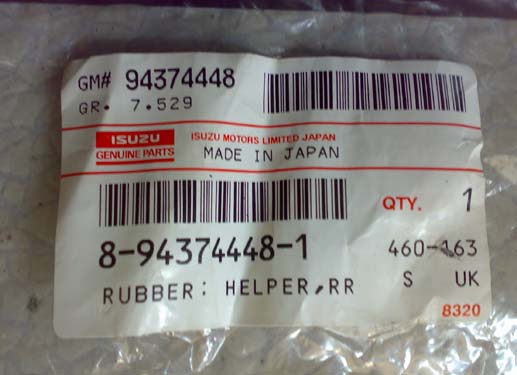 GM# 94374448
GR. 7.529
ISUZU
GENUINE PARTS
ISUZU MOTORS LIMITED JAPAN
MADE IN JAPAN
QTY. 1
8-94374448-1
460-163
RUBBER: HELPER,RR
S UK
8320